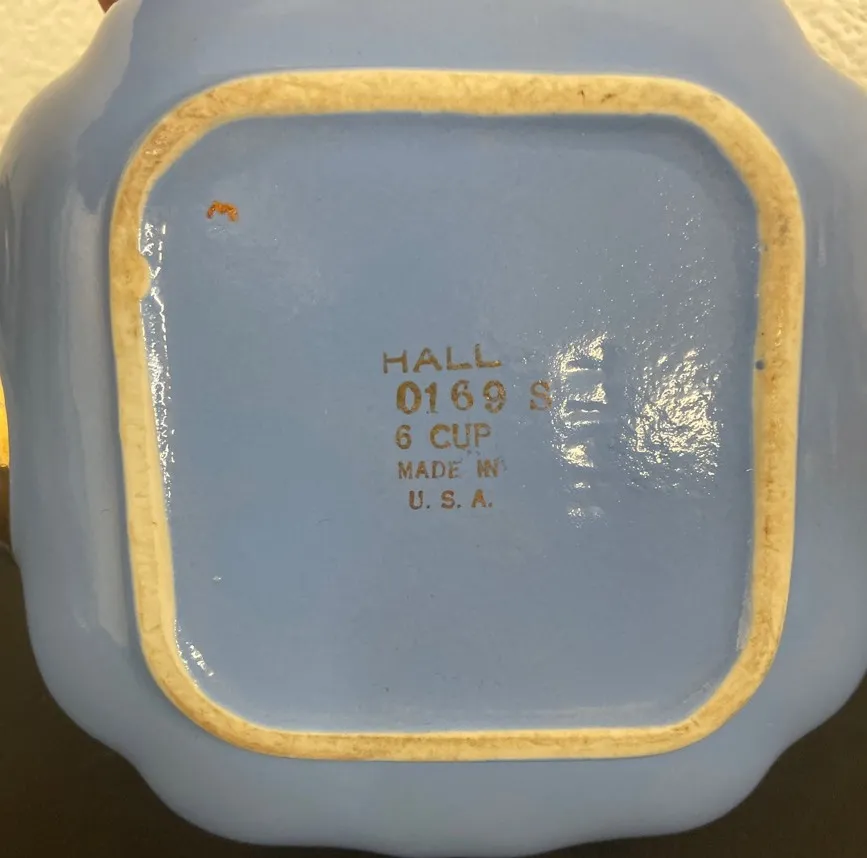 HALL
0169 S
6 CUP
MADE IN
U. S. A.